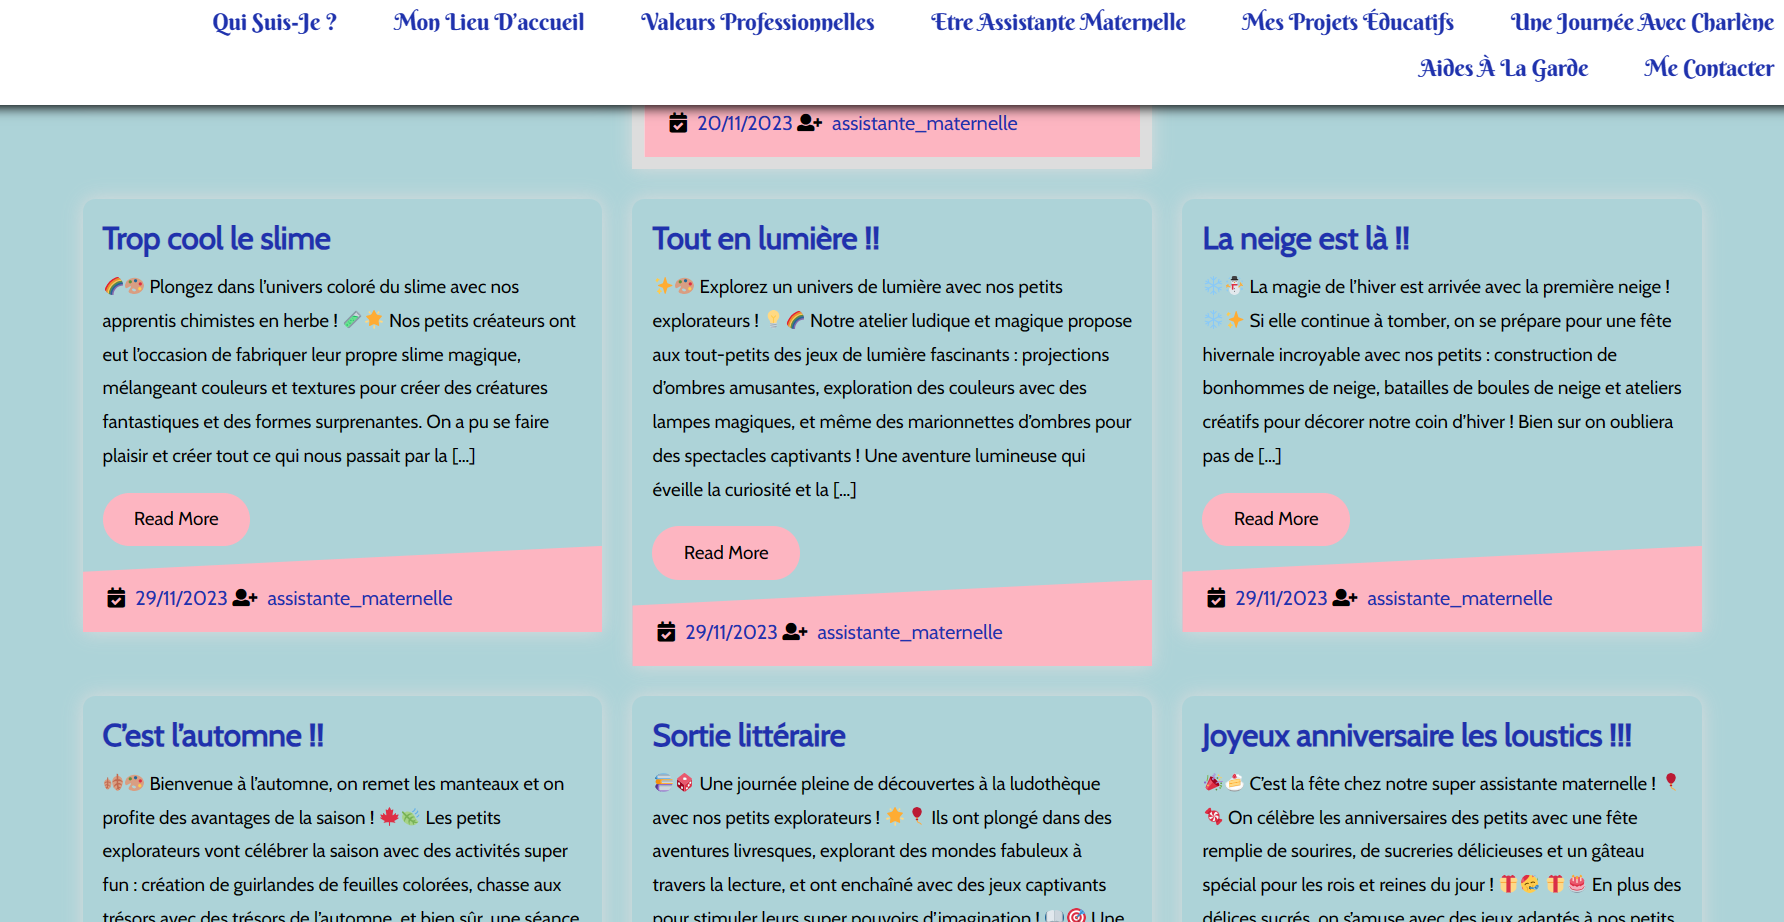 Qui Suis-Je ? Mon Lieu D'accueil Valeurs Professionnelles Etre Assistante Maternelle Mes Projets Éducatifs Une Journée Avec Charlène
Aides À La Garde Me Contacter
20/11/2023 assistante_maternelle
Trop cool le slime
🌈🎨 Plongez dans l'univers coloré du slime avec nos
apprentis chimistes en herbe ! 🧪🌟 Nos petits créateurs ont
eut l'occasion de fabriquer leur propre slime magique,
mélangeant couleurs et textures pour créer des créatures
fantastiques et des formes surprenantes. On a pu se faire
plaisir et créer tout ce qui nous passait par la [...]
Read More
29/11/2023 assistante_maternelle
Tout en lumière !!
✨🎨 Explorez un univers de lumière avec nos petits
explorateurs ! 💡🌈 Notre atelier ludique et magique propose
aux tout-petits des jeux de lumière fascinants : projections
d'ombres amusantes, exploration des couleurs avec des
lampes magiques, et même des marionnettes d'ombres pour
des spectacles captivants ! Une aventure lumineuse qui
éveille la curiosité et la [...]
Read More
29/11/2023 assistante_maternelle
La neige est là !!
❄️⛄ La magie de l'hiver est arrivée avec la première neige !
❄️✨ Si elle continue à tomber, on se prépare pour une fête
hivernale incroyable avec nos petits : construction de
bonhommes de neige, batailles de boules de neige et ateliers
créatifs pour décorer notre coin d'hiver ! Bien sur on oubliera
pas de [...]
Read More
29/11/2023 assistante_maternelle
C'est l'automne !!
🍂🎨 Bienvenue à l'automne, on remet les manteaux et on
profite des avantages de la saison ! 🍁🌿 Les petits
explorateurs vont célébrer la saison avec des activités super
fun : création de guirlandes de feuilles colorées, chasse aux
trésors avec des trésors de l'automne, et bien sûr, une séance
Sortie littéraire
📚🎲 Une journée pleine de découvertes à la ludothèque
avec nos petits explorateurs ! 🌟🎈 Ils ont plongé dans des
aventures livresques, explorant des mondes fabuleux à
travers la lecture, et ont enchaîné avec des jeux captivants
pour stimuler leurs super pouvoirs d'imagination ! 📖🎯 Une
Joyeux anniversaire les loustics !!!
🎉🍰 C'est la fête chez notre super assistante maternelle ! 🎈
🍬 On célèbre les anniversaires des petits avec une fête
remplie de sourires, de sucreries délicieuses et un gâteau
spécial pour les rois et reines du jour ! 🎁🥳 🎁🎂 En plus des
délices sucrés, on s'amuse avec des jeux adaptés à nos petits